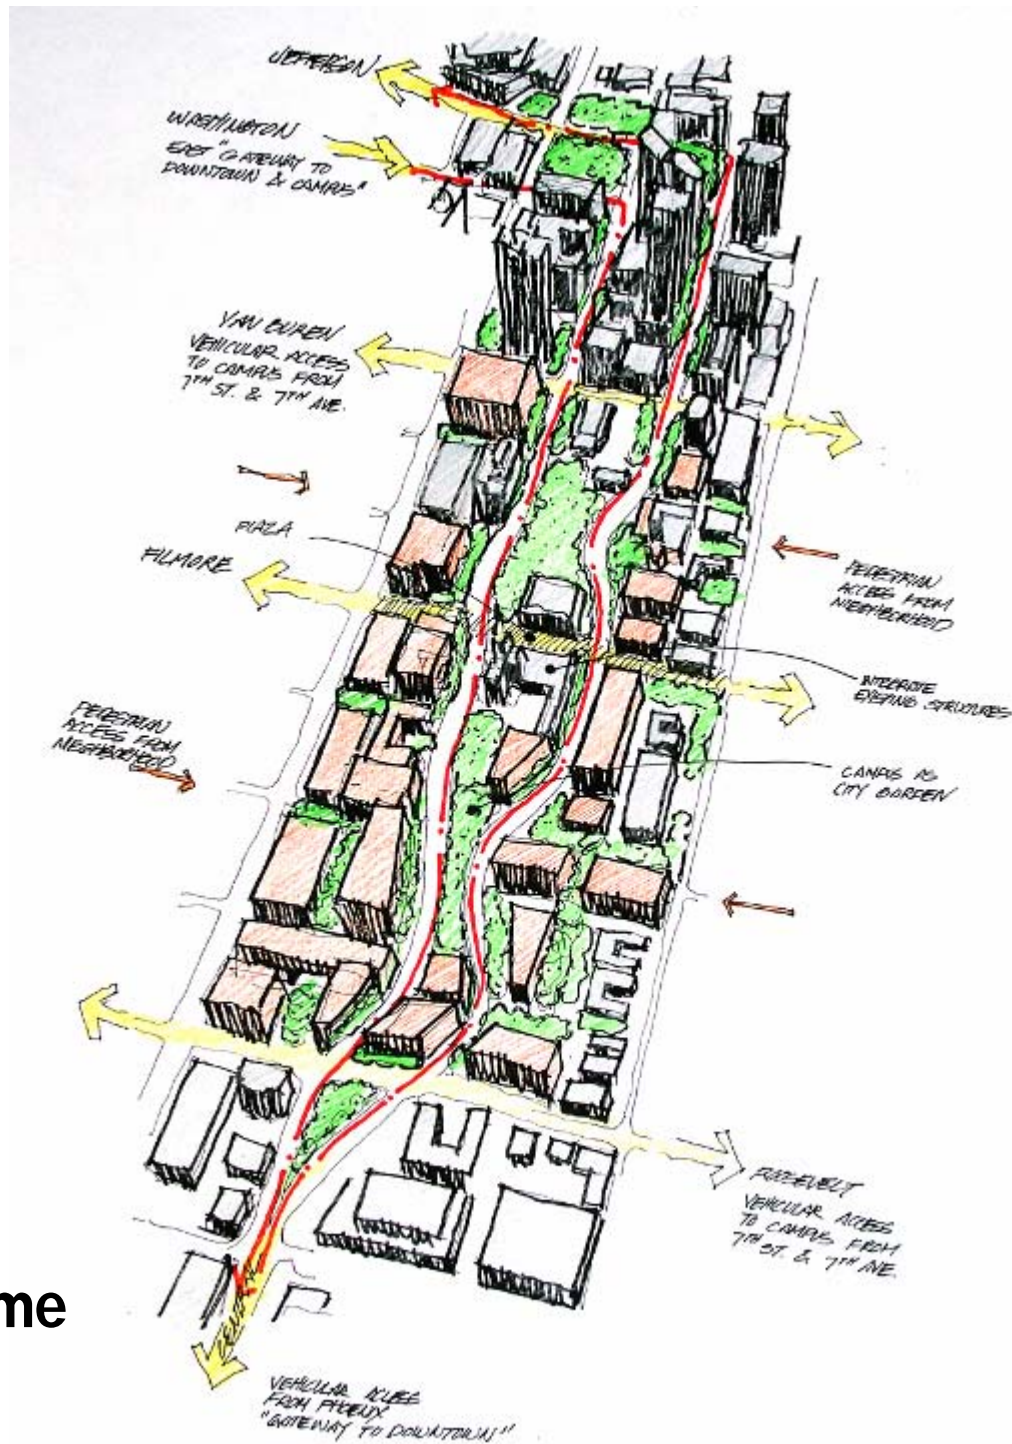 JEFFERSON
WASHINGTON
EAST "GATEWAY TO
DOWNTOWN & CAMPUS"
VAN BUREN
VEHICULAR ACCESS
TO CAMPUS FROM
7TH ST. & 7TH AVE.
PLAZA
FILMORE
PEDESTRIAN
ACCESS FROM
NEIGHBORHOOD
INTEGRATE
EXISTING STRUCTURES
PEDESTRIAN
ACCESS FROM
NEIGHBORHOOD
CAMPUS AS
CITY GARDEN
ROOSEVELT
VEHICULAR ACCESS
TO CAMPUS FROM
7TH ST. & 7TH AVE.
me
CENTRAL
VEHICULAR ACCESS
FROM PHOENIX
"GATEWAY TO DOWNTOWN"